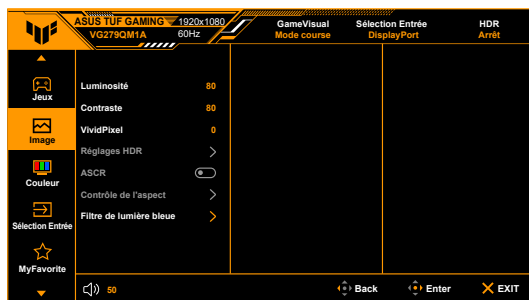 ASUS TUF GAMING
VG279QM1A
1920x1080
60Hz
GameVisual
Mode course
Sélection Entrée
DisplayPort
HDR
Arrêt
Jeux
Image
Couleur
Sélection Entrée
MyFavorite
Luminosité 80
Contraste 80
VividPixel 0
Réglages HDR
ASCR
Contrôle de l'aspect
Filtre de lumière bleue
50
Back
Enter
EXIT